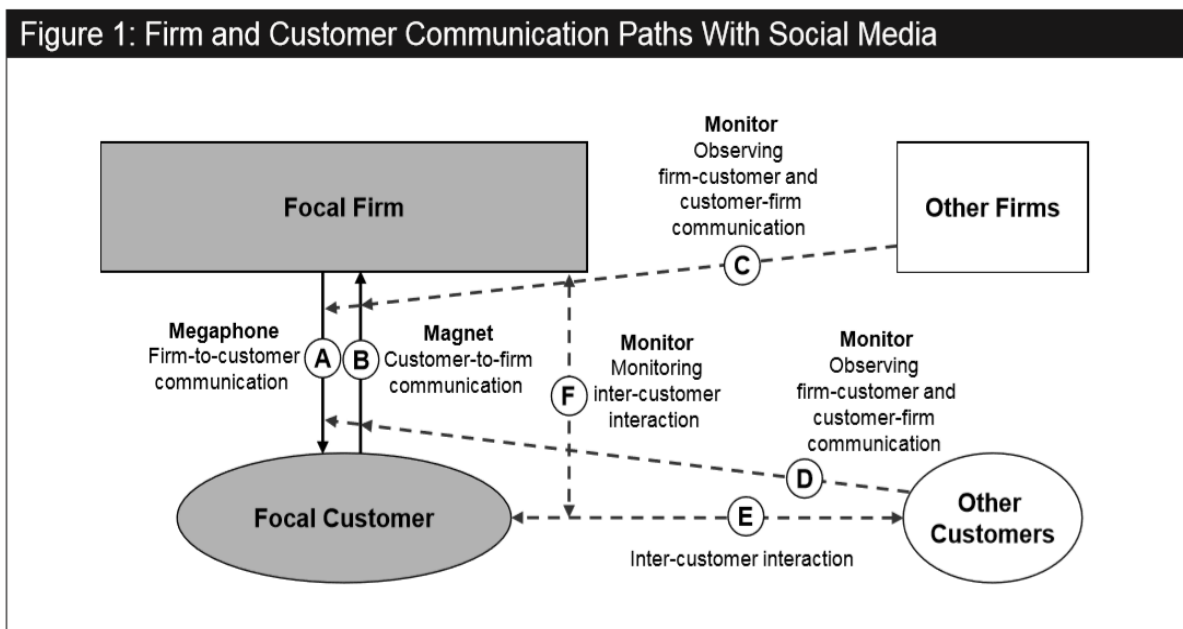 Figure 1: Firm and Customer Communication Paths With Social Media
Monitor
Observing
firm-customer and
customer-firm
communication
Focal Firm
Other Firms
C
Megaphone
Firm-to-customer
communication
A
B
Magnet
Customer-to-firm
communication
F
Monitor
Monitoring
inter-customer
interaction
Monitor
Observing
firm-customer and
customer-firm
communication
D
Focal Customer
E
Other
Customers
Inter-customer interaction